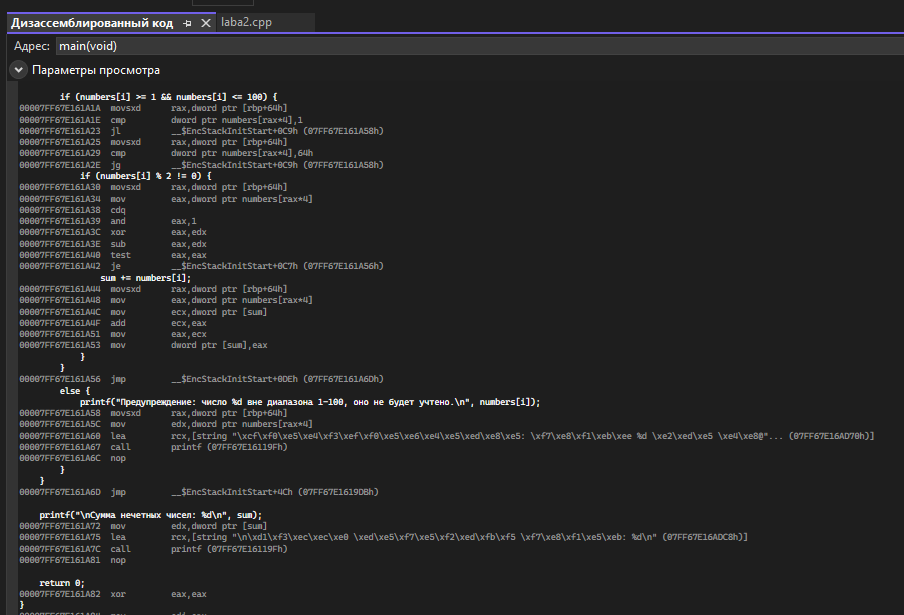 Дизассемблированный код
laba2.cpp
Адрес: main(void)
Параметры просмотра
if (numbers[i] >= 1 && numbers[i] <= 100) {
00007FF67E161A1A movsxd rax,dword ptr [rbp+64h]
00007FF67E161A1E cmp dword ptr numbers[rax*4],1
00007FF67E161A23 jl __$EncStackInitStart+0C9h (07FF67E161A58h)
00007FF67E161A25 movsxd rax,dword ptr [rbp+64h]
00007FF67E161A29 cmp dword ptr numbers[rax*4],64h
00007FF67E161A2E jg __$EncStackInitStart+0C9h (07FF67E161A58h)
if (numbers[i] % 2 != 0) {
00007FF67E161A30 movsxd rax,dword ptr [rbp+64h]
00007FF67E161A34 mov eax,dword ptr numbers[rax*4]
00007FF67E161A38 cdq
00007FF67E161A39 and eax,1
00007FF67E161A3C xor eax,edx
00007FF67E161A3E sub eax,edx
00007FF67E161A40 test eax,eax
00007FF67E161A42 je __$EncStackInitStart+0C7h (07FF67E161A56h)
sum += numbers[i];
00007FF67E161A44 movsxd rax,dword ptr [rbp+64h]
00007FF67E161A48 mov eax,dword ptr numbers[rax*4]
00007FF67E161A4C mov ecx,dword ptr [sum]
00007FF67E161A4F add ecx,eax
00007FF67E161A51 mov eax,ecx
00007FF67E161A53 mov dword ptr [sum],eax
}
}
00007FF67E161A56 jmp __$EncStackInitStart+0DEh (07FF67E161A6Dh)
else {
printf("Предупреждение: число %d вне диапазона 1-100, оно не будет учтено.\n", numbers[i]);
00007FF67E161A58 movsxd rax,dword ptr [rbp+64h]
00007FF67E161A5C mov edx,dword ptr numbers[rax*4]
00007FF67E161A60 lea rcx,[string "\xcf\xf0\xe5\xe4\xf3\xef\xf0\xe5\xe6\xe4\xe5\xed\xe8\xe5: \xf7\xe8\xf1\xeb\xee %d \xe2\xed\xe5 \xe4\xe8@"... (07FF67E16AD70h)]
00007FF67E161A67 call printf (07FF67E16119Fh)
00007FF67E161A6C nop
}
}
00007FF67E161A6D jmp __$EncStackInitStart+4Ch (07FF67E1619DBh)
printf("\nСумма нечетных чисел: %d\n", sum);
00007FF67E161A72 mov edx,dword ptr [sum]
00007FF67E161A75 lea rcx,[string "\n\xd1\xf3\xec\xec\xe0 \xed\xe5\xf7\xe5\xf2\xed\xfb\xf5 \xf7\xe8\xf1\xe5\xeb: %d\n" (07FF67E16ADC8h)]
00007FF67E161A7C call printf (07FF67E16119Fh)
00007FF67E161A81 nop
return 0;
00007FF67E161A82 xor eax,eax
}